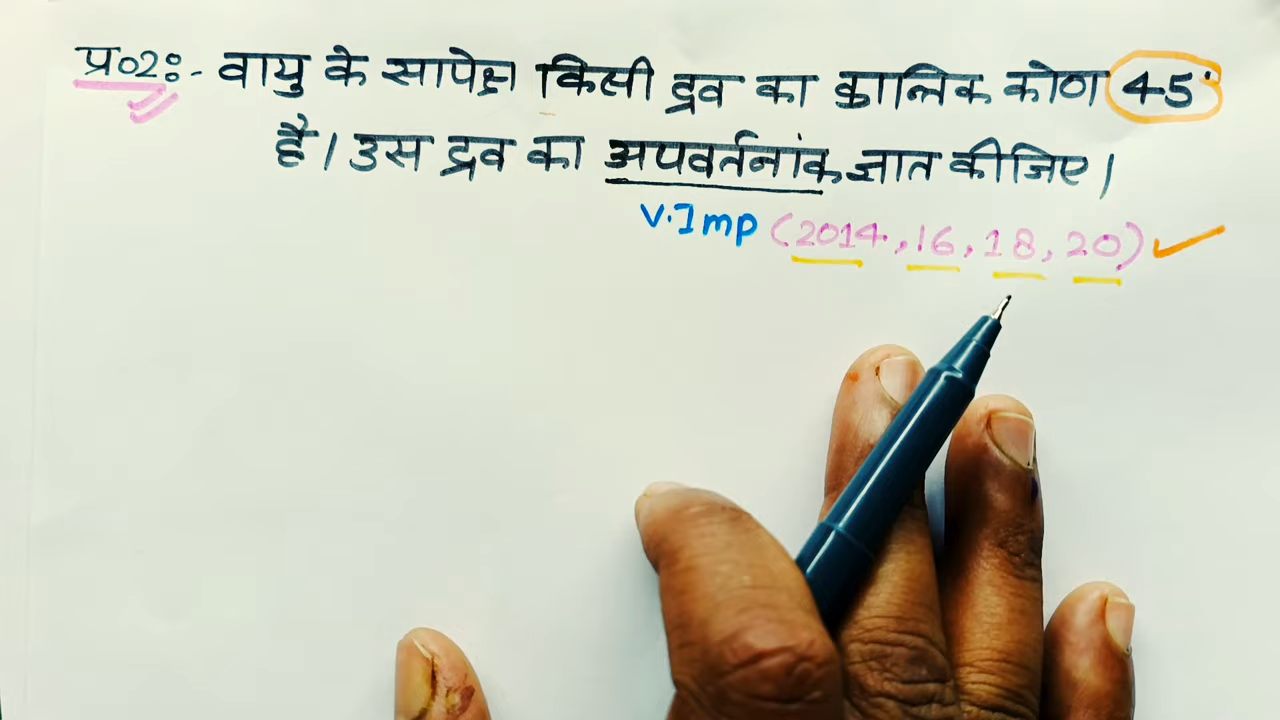 प्र०2ः- वायु के सापेक्ष किसी द्रव का क्रान्तिक कोण 45°
है। उस द्रव का अपवर्तनांक ज्ञात कीजिए।
V.Imp (2014, 16, 18, 20)